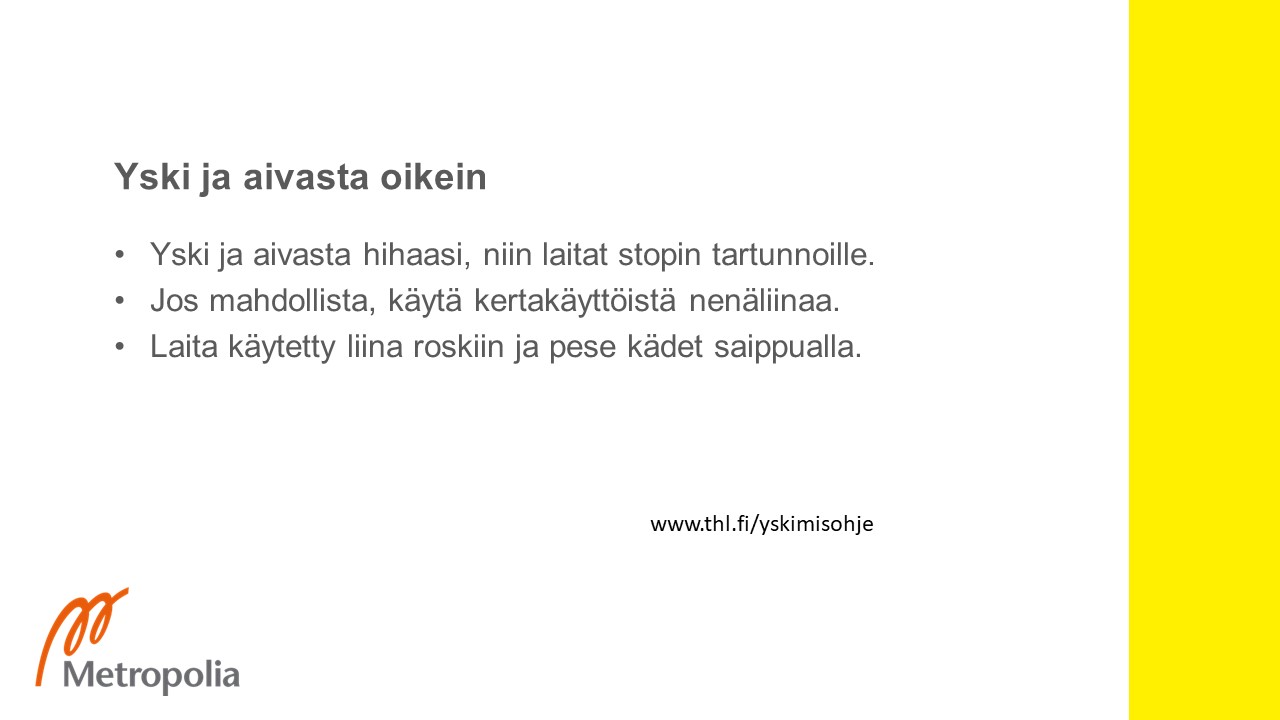 Yski ja aivasta oikein
• Yski ja aivasta hihaasi, niin laitat stopin tartunnoille.
• Jos mahdollista, käytä kertakäyttöistä nenäliinaa.
• Laita käytetty liina roskiin ja pese kädet saippualla.
www.thl.fi/yskimisohje
Metropolia